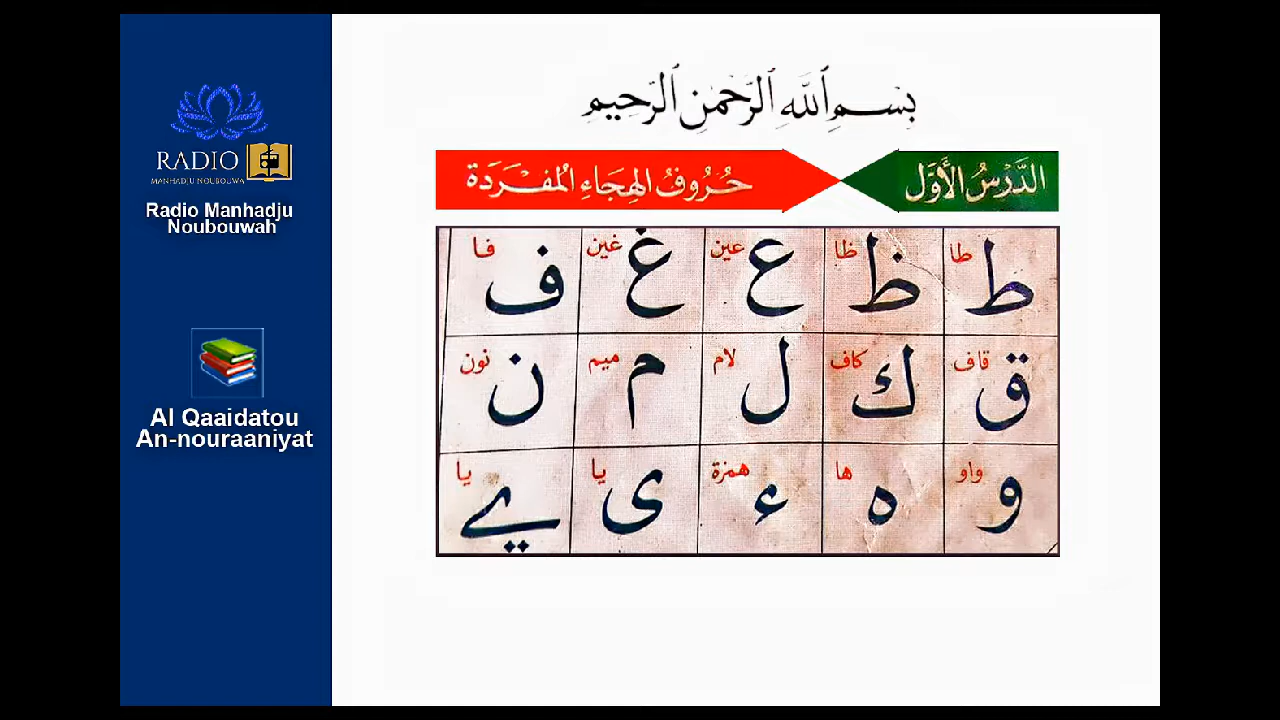 بِسْمِ ٱللَّهِ ٱلرَّحْمَٰنِ ٱلرَّحِيمِ
الدَّرْسُ الأَوَّل
حُرُوفُ الهِجَاءِ المُفْرَدَة
طا ط ظا ظ عين ع غين غ فا ف
قاف ق كاف ك لام ل ميم م نون ن
واو و ها ه همزة ء يا ى يا ے
RADIO
MANHADJU NOUBOUWA
Radio Manhadju
Noubouwah
Al Qaaidatou
An-nouraaniyat